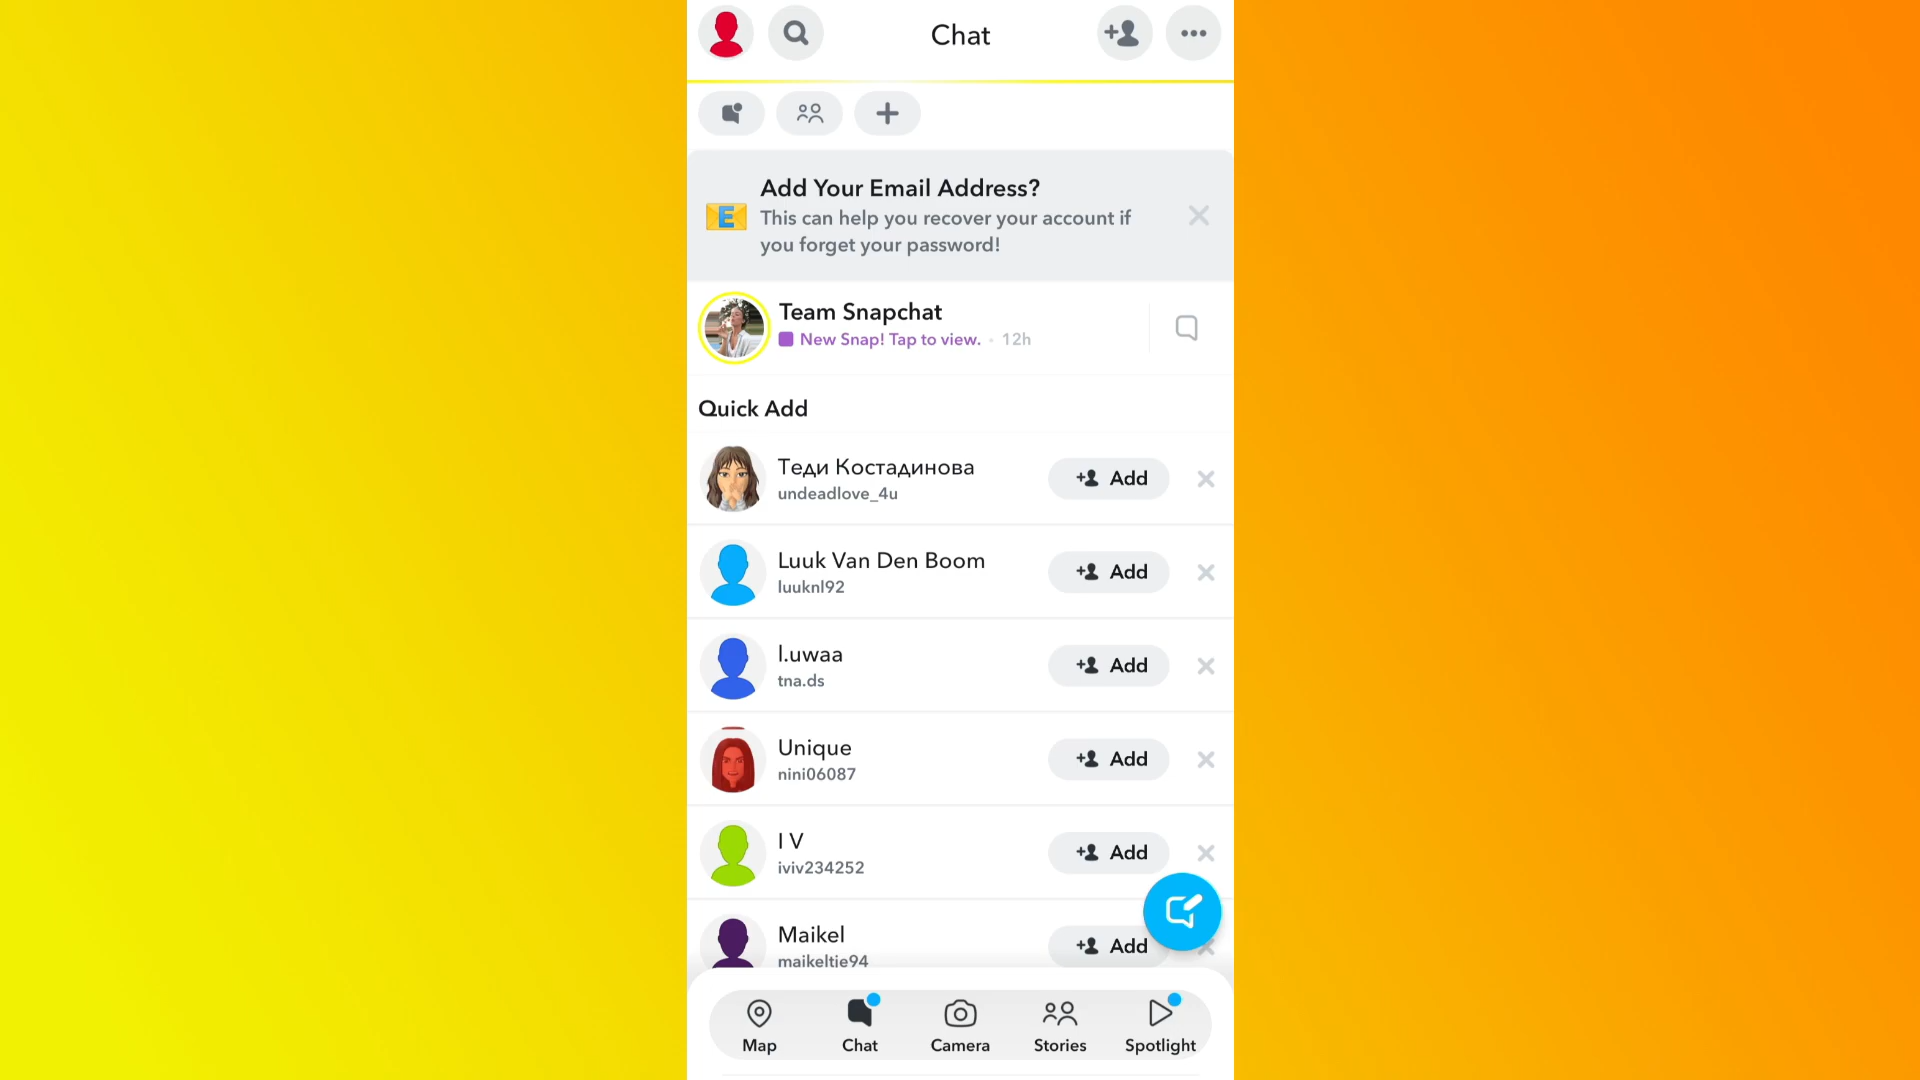 Chat
Add Your Email Address?
This can help you recover your account if
you forget your password!
Team Snapchat
New Snap! Tap to view. · 12h
Quick Add
Теди Костадинова
undeadlove_4u
Add
Luuk Van Den Boom
luuknl92
Add
l.uwaa
tna.ds
Add
Unique
nini06087
Add
I V
iviv234252
Add
Maikel
maikeltje94
Add
Map
Chat
Camera
Stories
Spotlight